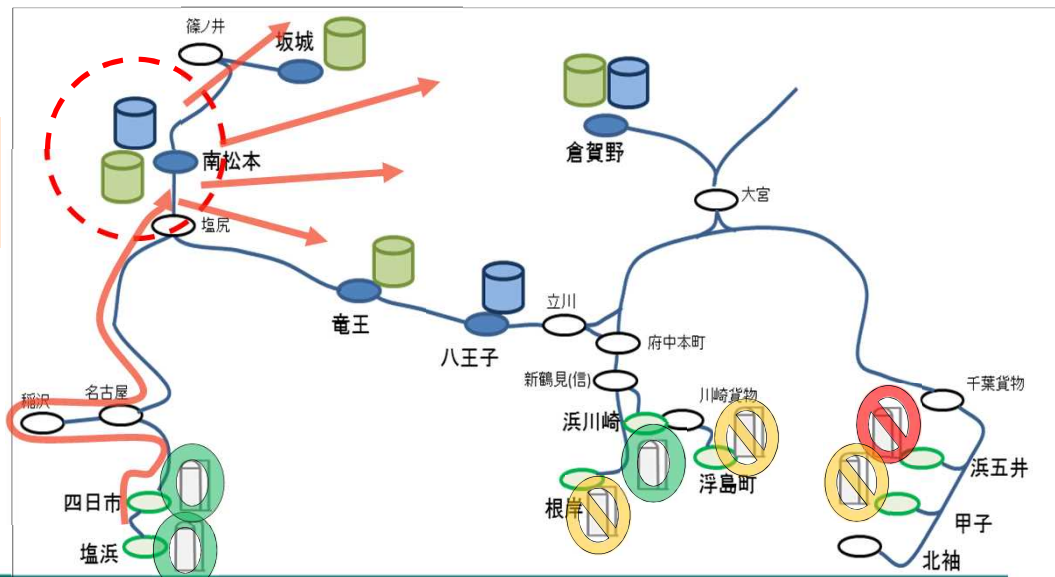 篠ノ井
坂城
南松本
塩尻
倉賀野
大宮
竜王
八王子
立川
府中本町
新鶴見(信)
川崎貨物
浜川崎
浮島町
根岸
千葉貨物
浜五井
甲子
北袖
稲沢
名古屋
四日市
塩浜